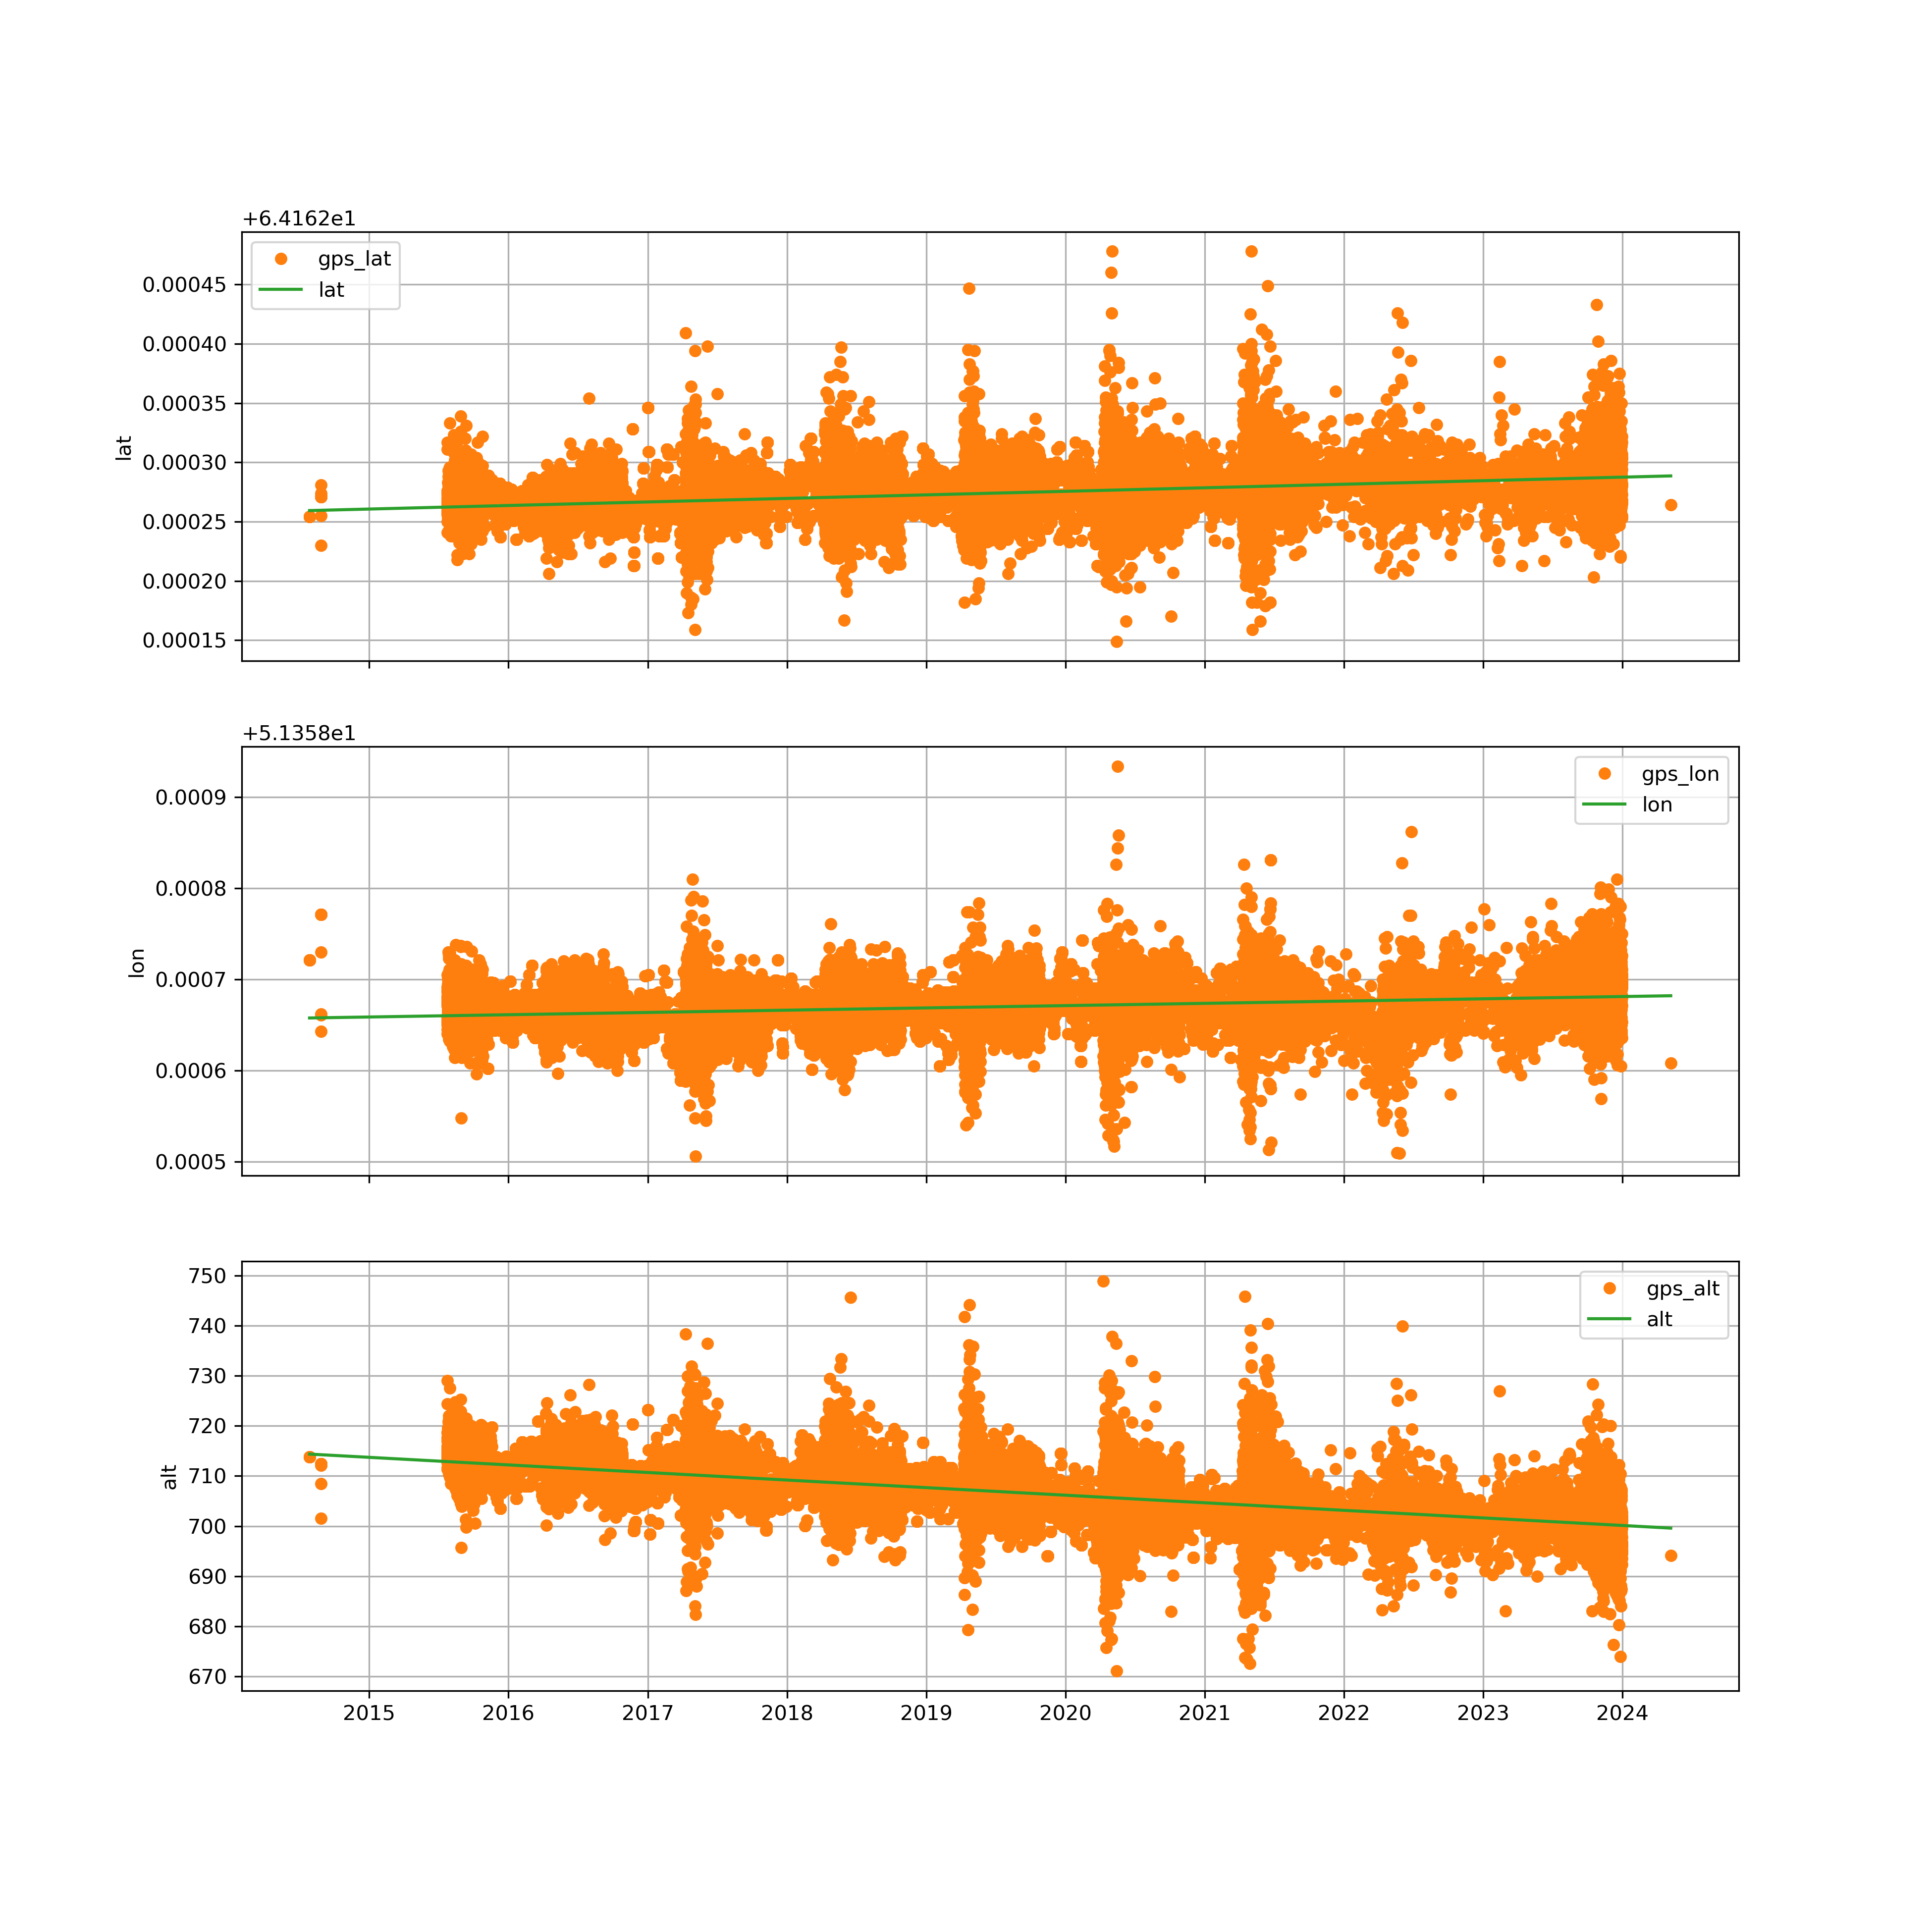 +6.4162e1
gps_lat
lat
0.00045
0.00040
0.00035
0.00030
0.00025
0.00020
0.00015
lat
+5.1358e1
gps_lon
lon
0.0009
0.0008
0.0007
0.0006
0.0005
lon
gps_alt
alt
750
740
730
720
710
700
690
680
670
alt
2015 2016 2017 2018 2019 2020 2021 2022 2023 2024